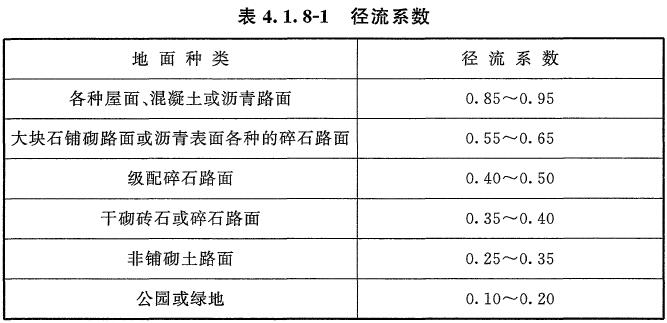 表 4.1.8-1 径流系数
地面种类 径流系数
各种屋面、混凝土或沥青路面 0.85～0.95
大块石铺砌路面或沥青表面各种的碎石路面 0.55～0.65
级配碎石路面 0.40～0.50
干砌砖石或碎石路面 0.35～0.40
非铺砌土路面 0.25～0.35
公园或绿地 0.10～0.20